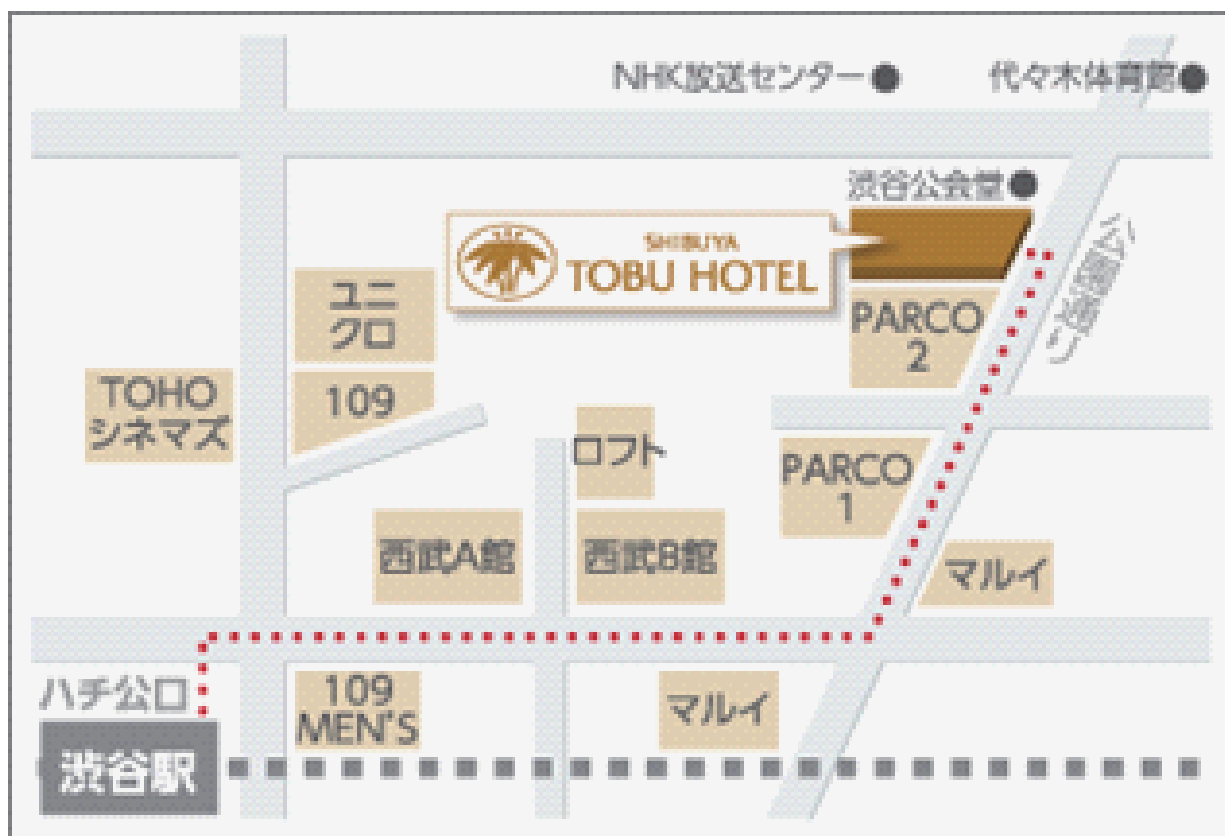 NHK放送センター
代々木体育館
渋谷公会堂
SHIBUYA
TOBU HOTEL
公園通り
ユニ
クロ
PARCO
2
TOHO
シネマズ
109
ロフト
PARCO
1
西武A館
西武B館
マルイ
ハチ公口
109
MEN'S
マルイ
渋谷駅